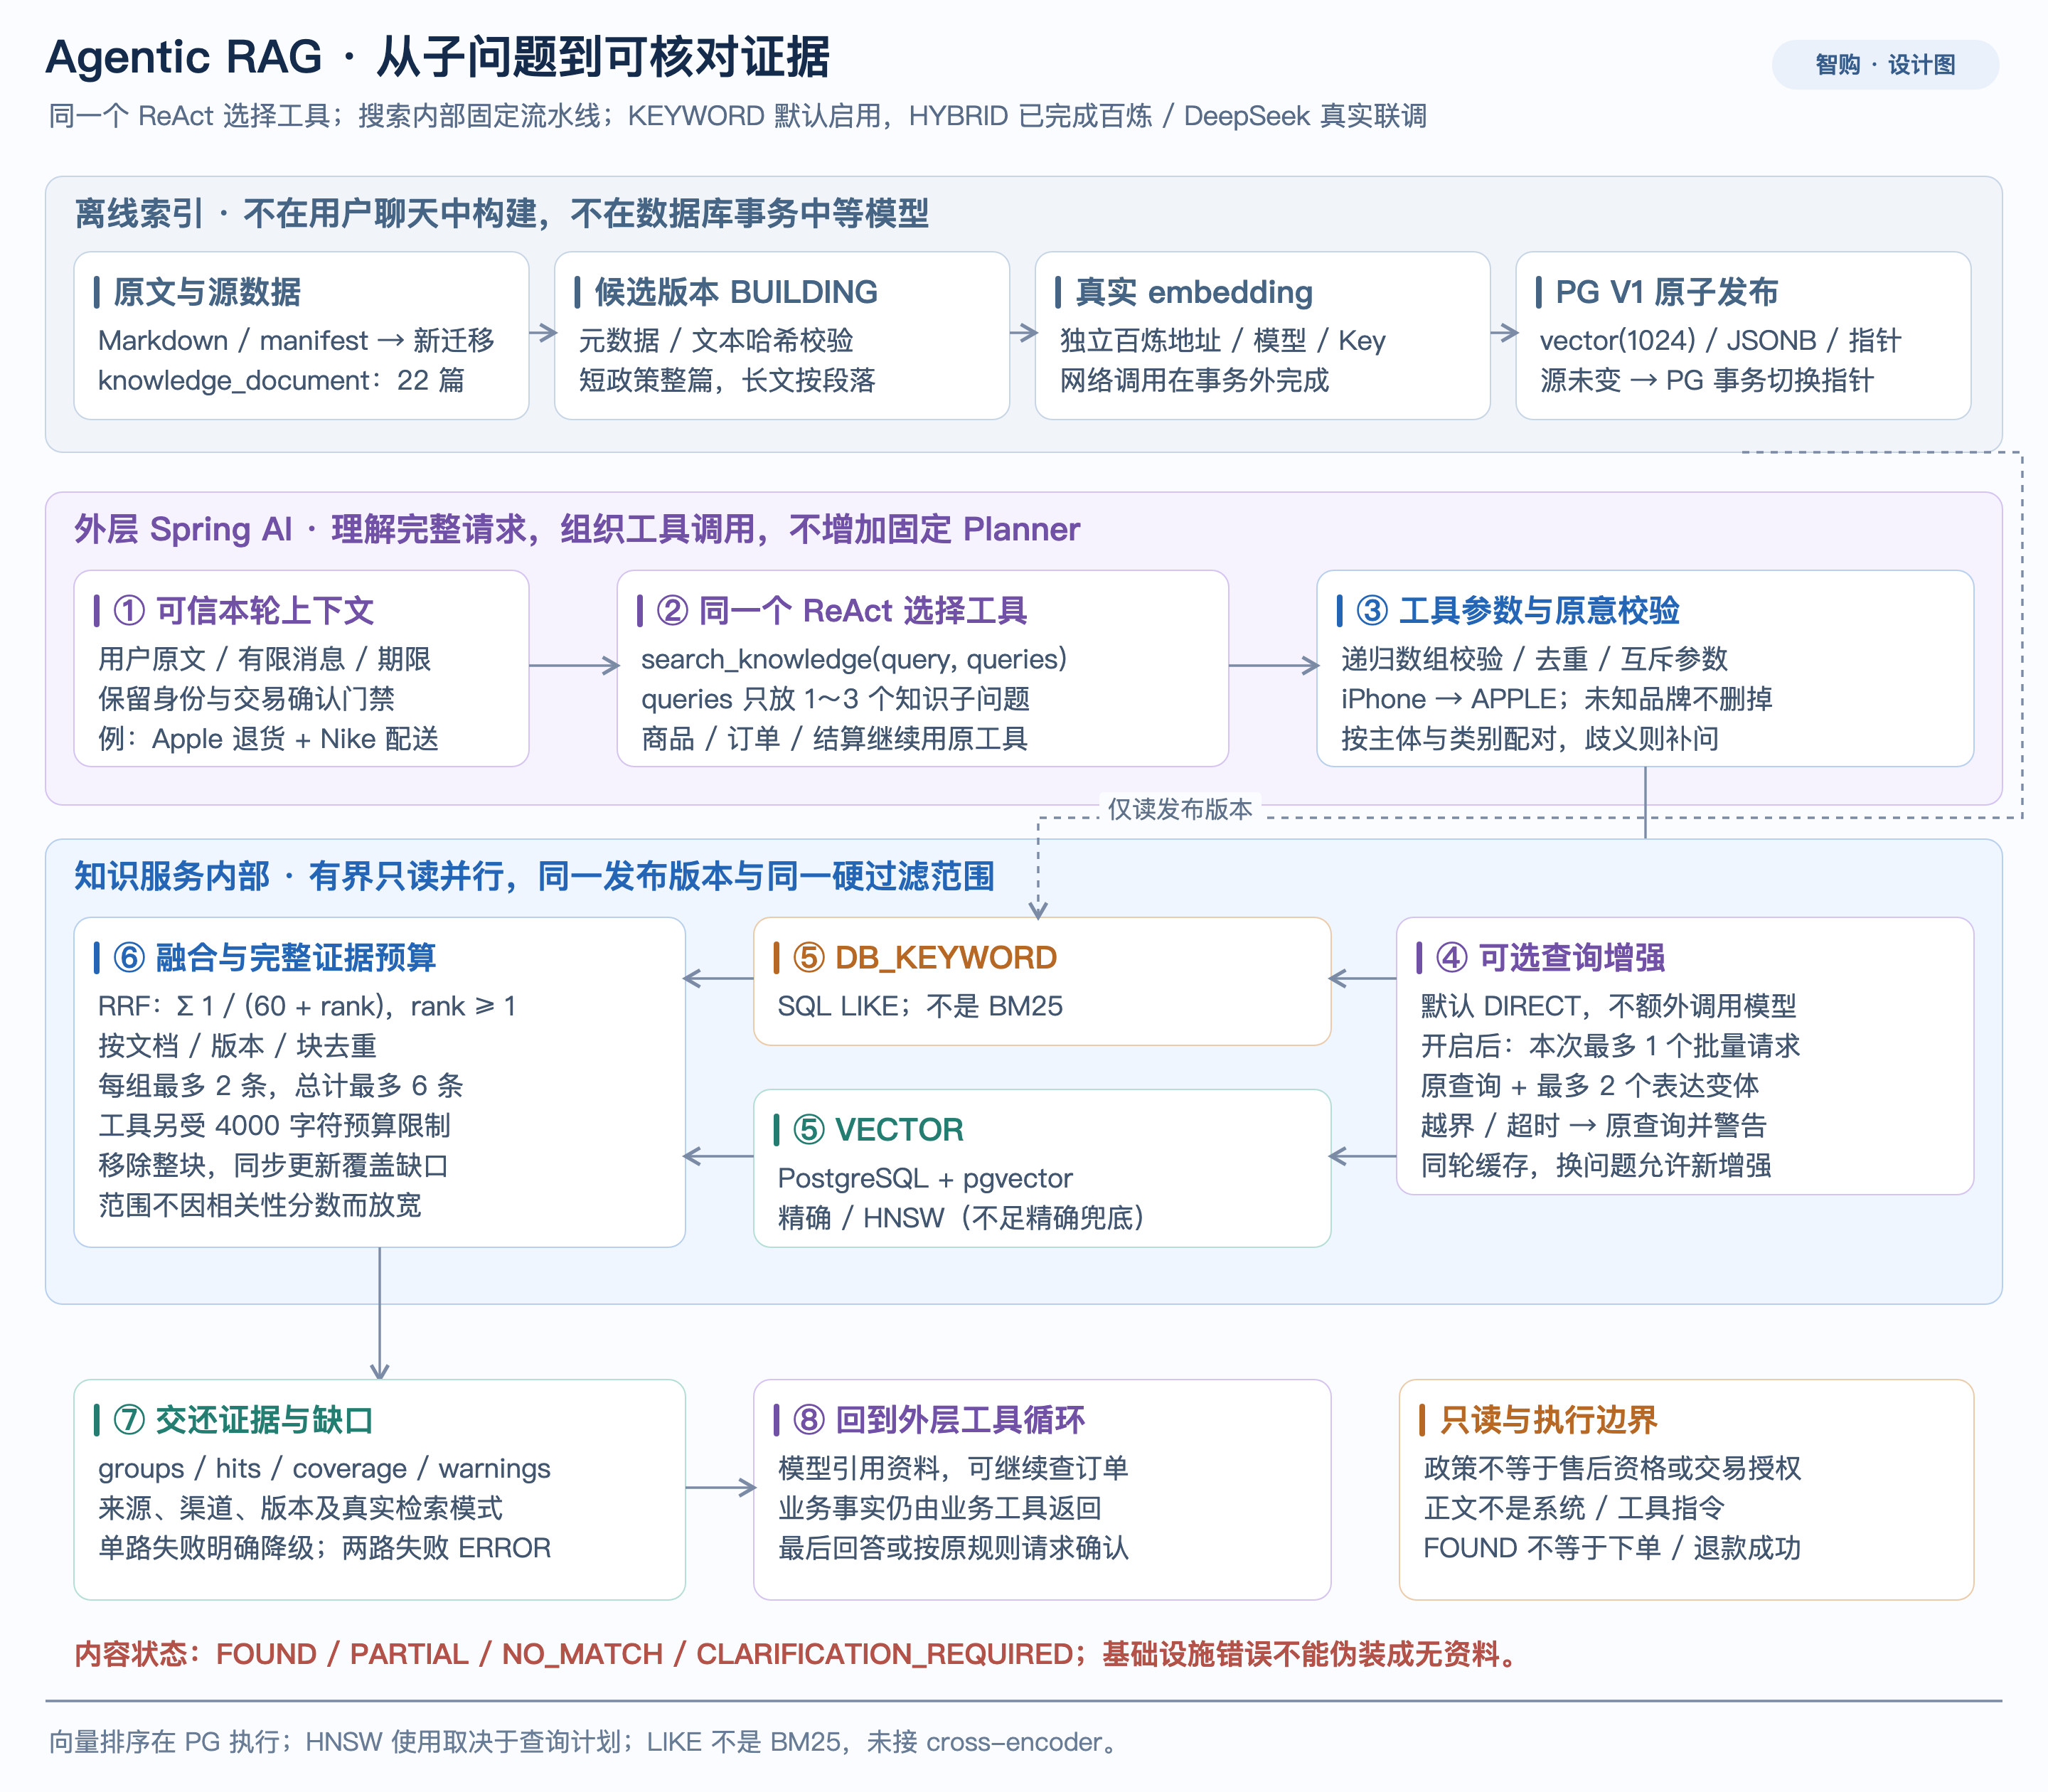 Agentic RAG · 从子问题到可核对证据
智购 · 设计图
同一个 ReAct 选择工具；搜索内部固定流水线；KEYWORD 默认启用，HYBRID 已完成百炼 / DeepSeek 真实联调
离线索引 · 不在用户聊天中构建，不在数据库事务中等模型
原文与源数据
Markdown / manifest → 新迁移
knowledge_document：22 篇
候选版本 BUILDING
元数据 / 文本哈希校验
短政策整篇，长文按段落
真实 embedding
独立百炼地址 / 模型 / Key
网络调用在事务外完成
PG V1 原子发布
vector(1024) / JSONB / 指针
源未变 → PG 事务切换指针
外层 Spring AI · 理解完整请求，组织工具调用，不增加固定 Planner
① 可信本轮上下文
用户原文 / 有限消息 / 期限
保留身份与交易确认门禁
例：Apple 退货 + Nike 配送
② 同一个 ReAct 选择工具
search_knowledge(query, queries)
queries 只放 1～3 个知识子问题
商品 / 订单 / 结算继续用原工具
③ 工具参数与原意校验
递归数组校验 / 去重 / 互斥参数
iPhone → APPLE；未知品牌不删掉
按主体与类别配对，歧义则补问
仅读发布版本
知识服务内部 · 有界只读并行，同一发布版本与同一硬过滤范围
⑥ 融合与完整证据预算
RRF：Σ 1 / (60 + rank)，rank ≥ 1
按文档 / 版本 / 块去重
每组最多 2 条，总计最多 6 条
工具另受 4000 字符预算限制
移除整块，同步更新覆盖缺口
范围不因相关性分数而放宽
⑤ DB_KEYWORD
SQL LIKE；不是 BM25
⑤ VECTOR
PostgreSQL + pgvector
精确 / HNSW（不足精确兜底）
④ 可选查询增强
默认 DIRECT，不额外调用模型
开启后：本次最多 1 个批量请求
原查询 + 最多 2 个表达变体
越界 / 超时 → 原查询并警告
同轮缓存，换问题允许新增强
⑦ 交还证据与缺口
groups / hits / coverage / warnings
来源、渠道、版本及真实检索模式
单路失败明确降级；两路失败 ERROR
⑧ 回到外层工具循环
模型引用资料，可继续查订单
业务事实仍由业务工具返回
最后回答或按原规则请求确认
只读与执行边界
政策不等于售后资格或交易授权
正文不是系统 / 工具指令
FOUND 不等于下单 / 退款成功
内容状态：FOUND / PARTIAL / NO_MATCH / CLARIFICATION_REQUIRED；基础设施错误不能伪装成无资料。
向量排序在 PG 执行；HNSW 使用取决于查询计划；LIKE 不是 BM25，未接 cross-encoder。